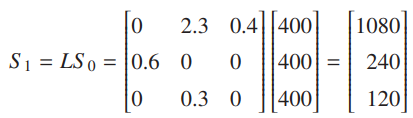 S₁ = LS₀ = [0 2.3 0.4; 0.6 0 0; 0 0.3 0] [400; 400; 400] = [1080; 240; 120]